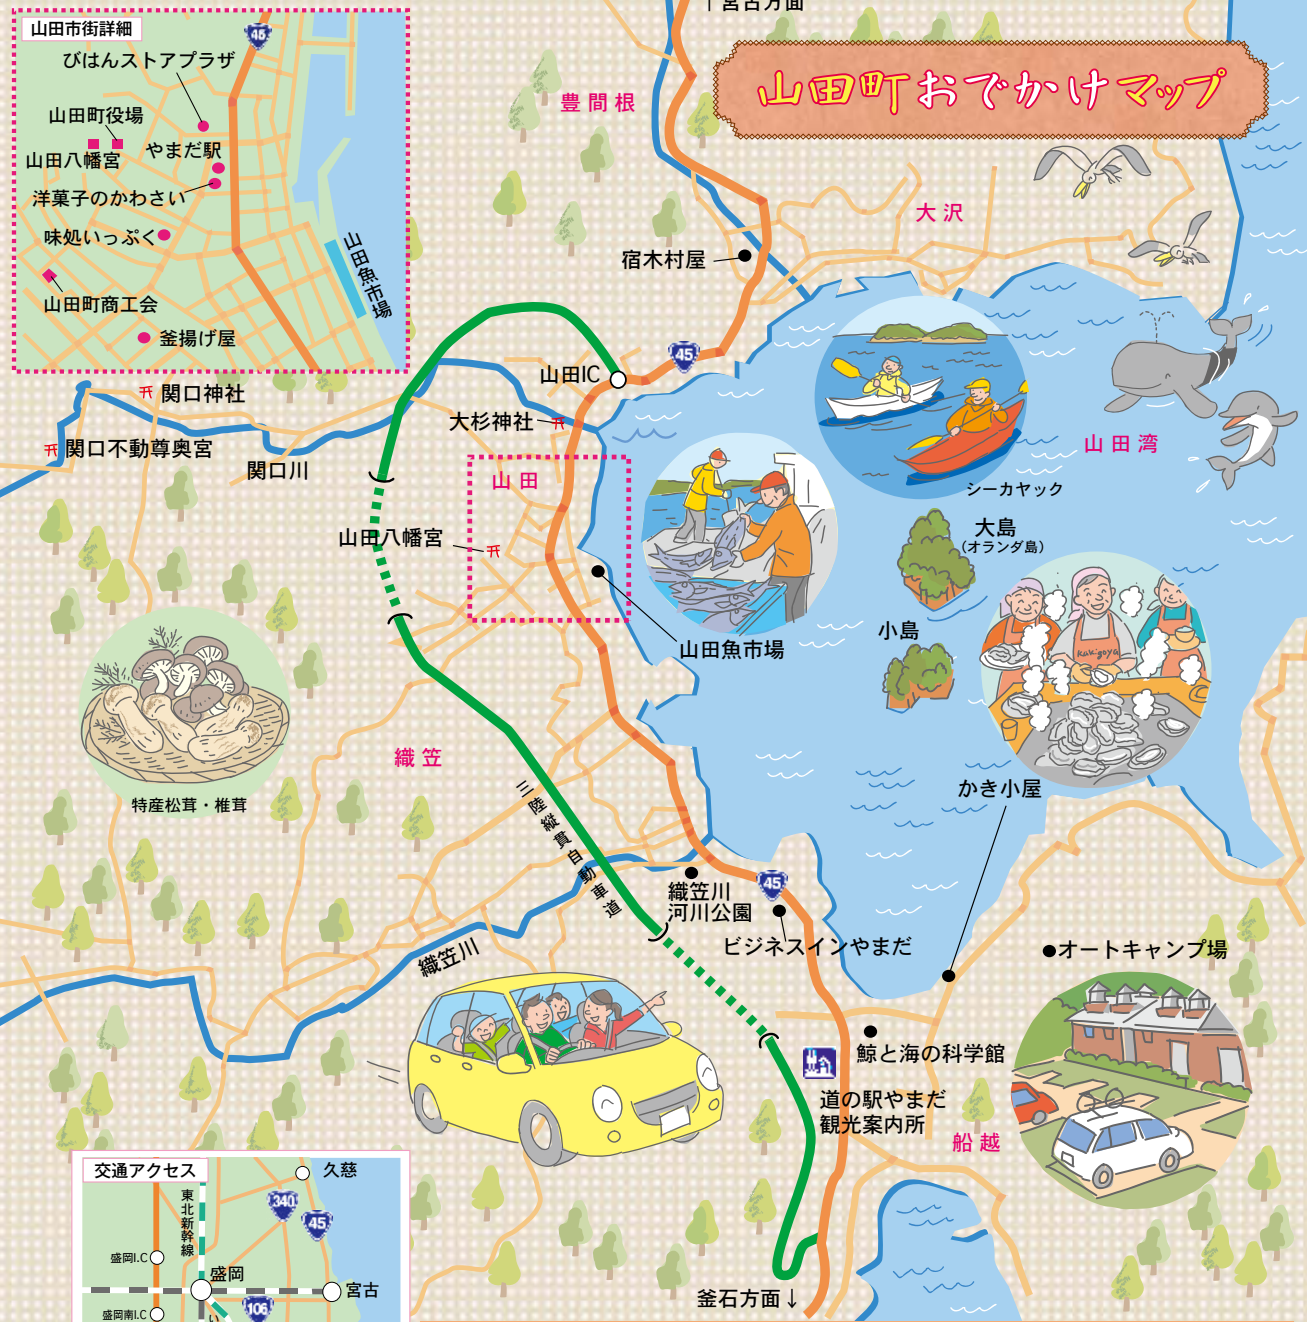 ↑宮古方面
山田町おでかけマップ
山田市街詳細
45
びはんストアプラザ
山田町役場
山田八幡宮
やまだ駅
洋菓子のかわさい
味処いっぷく
山田町商工会
釜揚げ屋
山田魚市場
豊間根
大沢
宿木村屋
45
山田IC
関口神社
大杉神社
関口不動尊奥宮
関口川
山田
山田八幡宮
山田湾
シーカヤック
大島
(オランダ島)
小島
山田魚市場
kakigoya
かき小屋
特産松茸・椎茸
織笠
三陸縦貫自動車道
45
織笠川
河川公園
ビジネスインやまだ
織笠川
オートキャンプ場
鯨と海の科学館
道の駅やまだ
観光案内所
船越
釜石方面↓
交通アクセス
久慈
東北新幹線
340
45
盛岡I.C
盛岡
宮古
盛岡南I.C
106
い